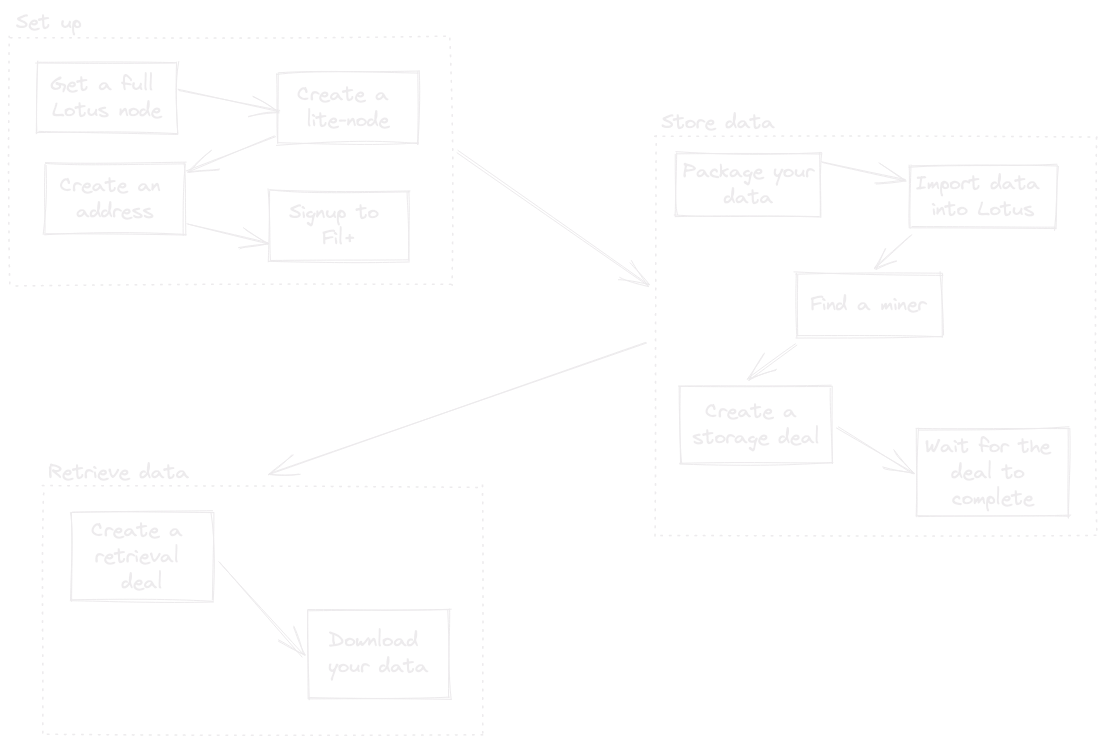 Set up
Get a full
Lotus node
Create a
lite-node
Create an
address
Signup to
Fil+
Store data
Package your
data
Import data
into Lotus
Find a miner
Create a
storage deal
Wait for the
deal to
complete
Retrieve data
Create a
retrieval
deal
Download
your data